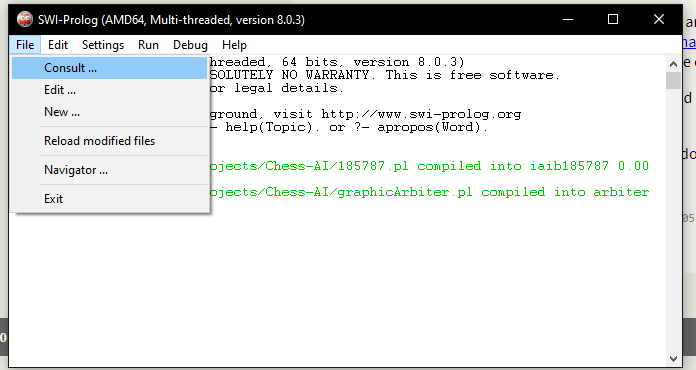 SWI-Prolog (AMD64, Multi-threaded, version 8.0.3)
File Edit Settings Run Debug Help
Consult ...
Edit ...
New ...
Reload modified files
Navigator ...
Exit
hreaded, 64 bits, version 8.0.3)
SOLUTELY NO WARRANTY. This is free software.
or legal details.
ground, visit http://www.swi-prolog.org
- help(Topic). or ?- apropos(Word).
ojects/Chess-AI/185787.pl compiled into iaib185787 0.00
ojects/Chess-AI/graphicArbiter.pl compiled into arbiter